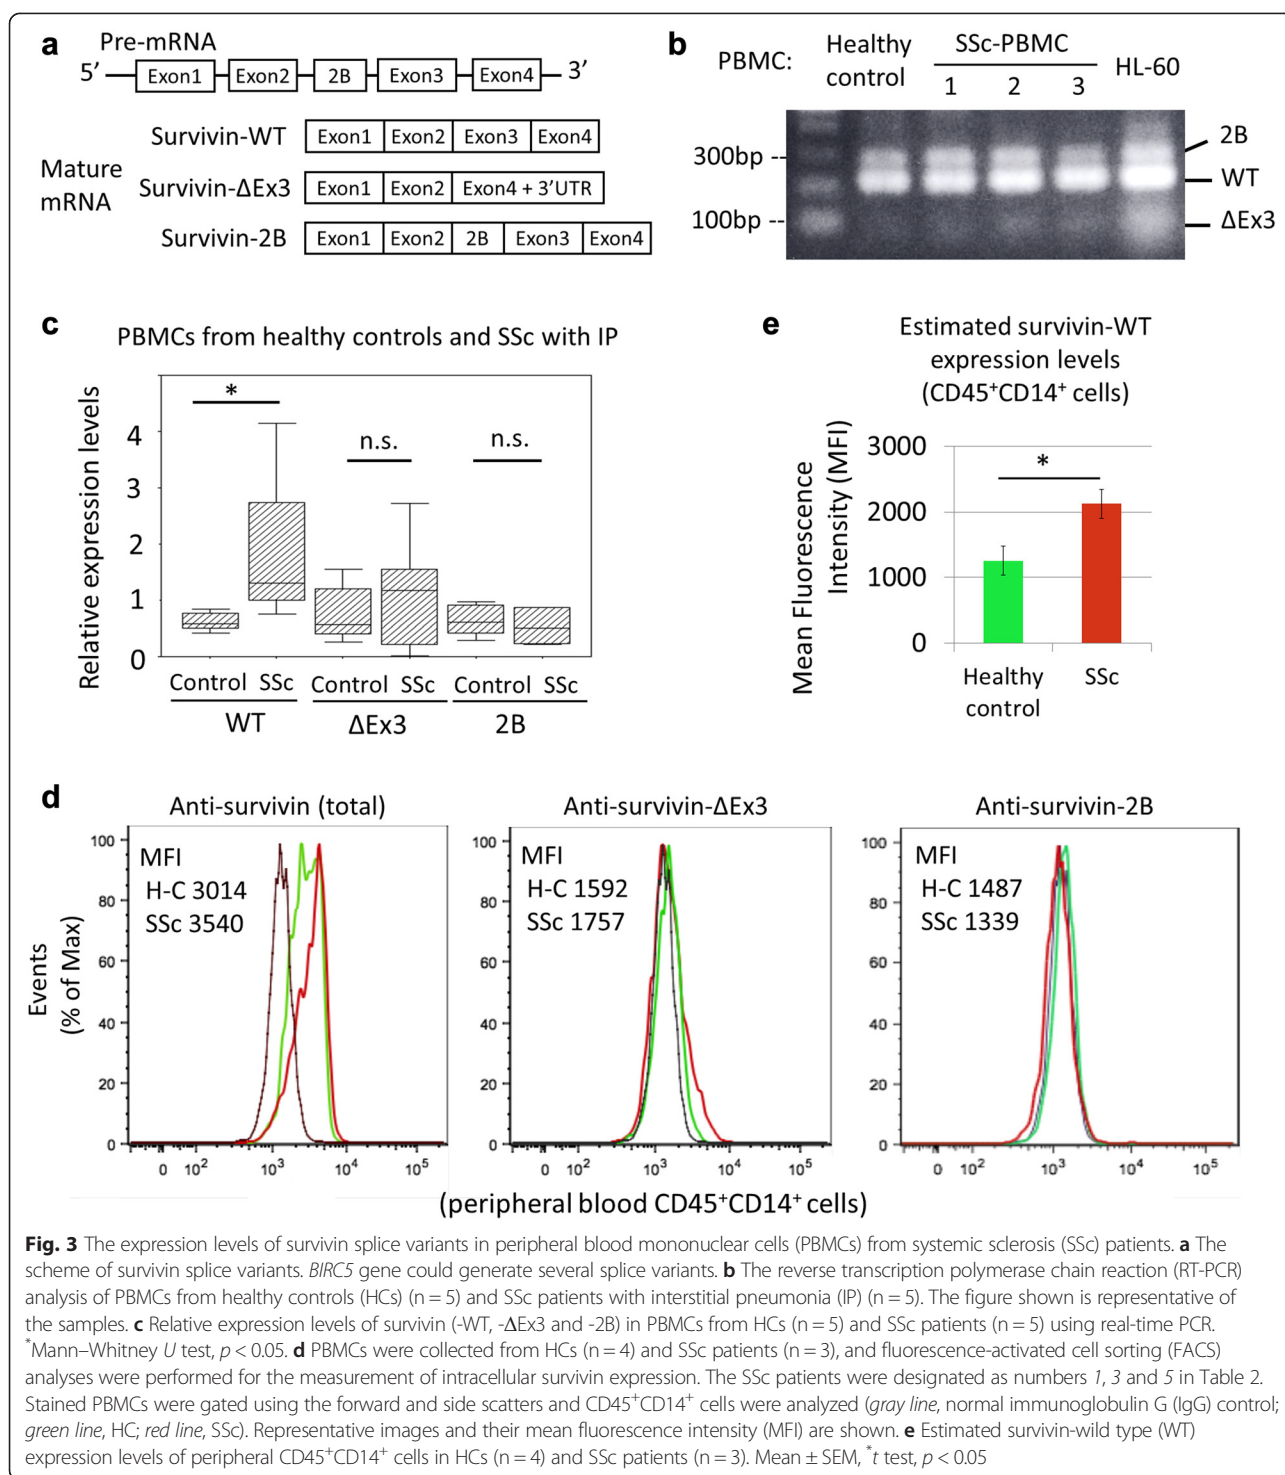 a
Pre-mRNA
5’ Exon1 Exon2 2B Exon3 Exon4 3’
Mature mRNA
Survivin-WT Exon1 Exon2 Exon3 Exon4
Survivin-ΔEx3 Exon1 Exon2 Exon4 + 3’UTR
Survivin-2B Exon1 Exon2 2B Exon3 Exon4
b
PBMC: Healthy control SSc-PBMC HL-60
1 2 3
300bp --
100bp --
2B
WT
ΔEx3
c
PBMCs from healthy controls and SSc with IP
Relative expression levels
4
3
2
1
0
* n.s. n.s.
Control SSc Control SSc Control SSc
WT ΔEx3 2B
e
Estimated survivin-WT
expression levels
(CD45⁺CD14⁺ cells)
Mean Fluorescence
Intensity (MFI)
3000
2000
1000
0
*
Healthy control SSc
d
Events
(% of Max)
Anti-survivin (total)
MFI
H-C 3014
SSc 3540
100
80
60
40
20
0
0 10² 10³ 10⁴ 10⁵
Anti-survivin-ΔEx3
MFI
H-C 1592
SSc 1757
100
80
60
40
20
0
0 10² 10³ 10⁴ 10⁵
Anti-survivin-2B
MFI
H-C 1487
SSc 1339
100
80
60
40
20
0
0 10² 10³ 10⁴ 10⁵
(peripheral blood CD45⁺CD14⁺ cells)
Fig. 3 The expression levels of survivin splice variants in peripheral blood mononuclear cells (PBMCs) from systemic sclerosis (SSc) patients. a The
scheme of survivin splice variants. BIRC5 gene could generate several splice variants. b The reverse transcription polymerase chain reaction (RT-PCR)
analysis of PBMCs from healthy controls (HCs) (n = 5) and SSc patients with interstitial pneumonia (IP) (n = 5). The figure shown is representative of
the samples. c Relative expression levels of survivin (-WT, -ΔEx3 and -2B) in PBMCs from HCs (n = 5) and SSc patients (n = 5) using real-time PCR.
*Mann–Whitney U test, p < 0.05. d PBMCs were collected from HCs (n = 4) and SSc patients (n = 3), and fluorescence-activated cell sorting (FACS)
analyses were performed for the measurement of intracellular survivin expression. The SSc patients were designated as numbers 1, 3 and 5 in Table 2.
Stained PBMCs were gated using the forward and side scatters and CD45⁺CD14⁺ cells were analyzed (gray line, normal immunoglobulin G (IgG) control;
green line, HC; red line, SSc). Representative images and their mean fluorescence intensity (MFI) are shown. e Estimated survivin-wild type (WT)
expression levels of peripheral CD45⁺CD14⁺ cells in HCs (n = 4) and SSc patients (n = 3). Mean ± SEM, *t test, p < 0.05